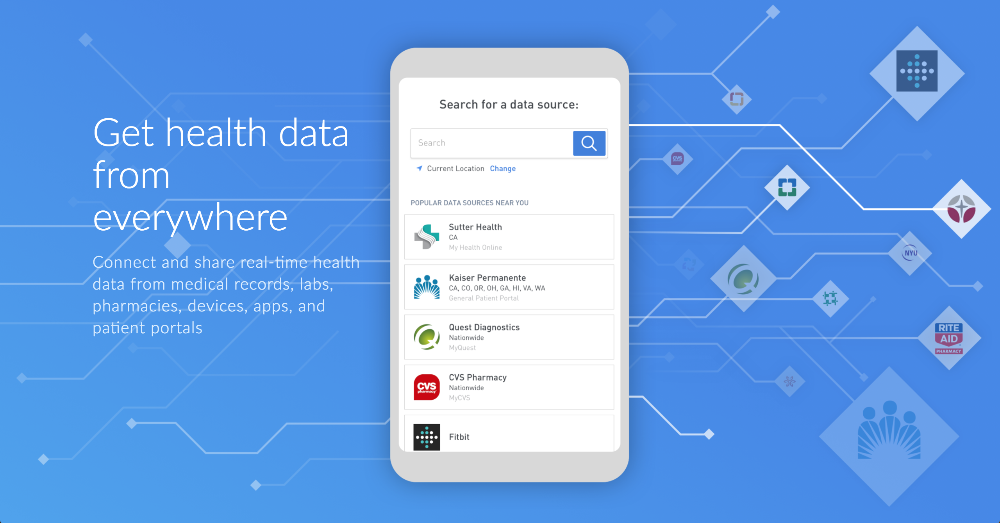 Get health data
from
everywhere
Connect and share real-time health
data from medical records, labs,
pharmacies, devices, apps, and
patient portals
Search for a data source:
Search
Current Location Change
POPULAR DATA SOURCES NEAR YOU
Sutter Health
CA
My Health Online
Kaiser Permanente
CA, CO, OR, OH, GA, HI, VA, WA
General Patient Portal
Quest Diagnostics
Nationwide
MyQuest
CVS
pharmacy
CVS Pharmacy
Nationwide
MyCVS
Fitbit
CVS
pharmacy
NYU
RITE
AID
PHARMACY